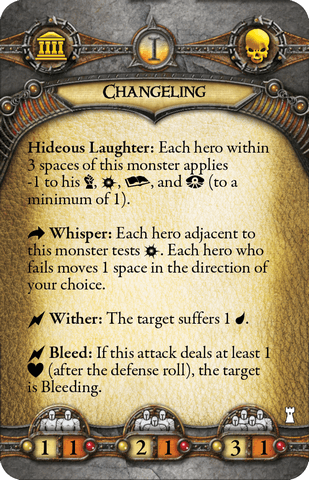 I
CHANGELING
Hideous Laughter: Each hero within
3 spaces of this monster applies
-1 to his , , , and (to a
minimum of 1).
Whisper: Each hero adjacent to
this monster tests . Each hero who
fails moves 1 space in the direction of
your choice.
Wither: The target suffers 1 .
Bleed: If this attack deals at least 1
(after the defense roll), the target
is Bleeding.
1 1 2 1 3 1